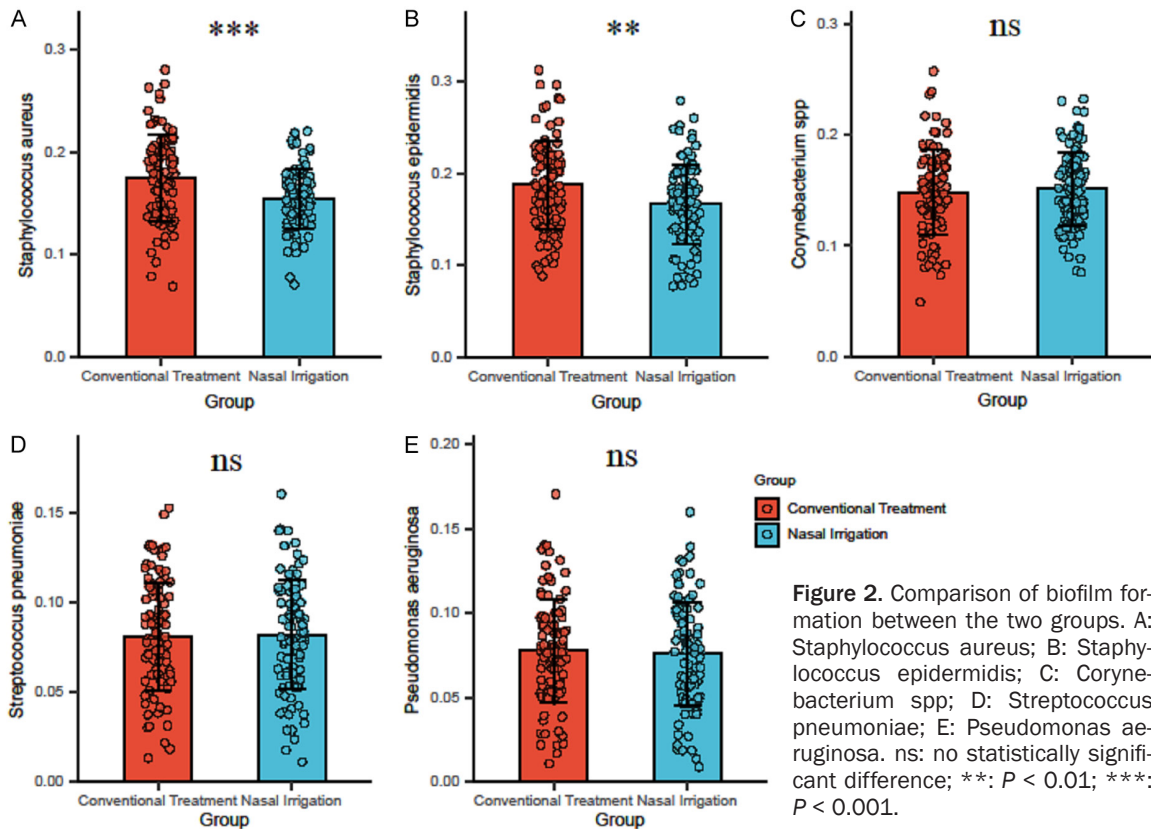 A
***
Staphylococcus aureus
0.3
0.2
0.1
0.0
Conventional Treatment Nasal Irrigation
Group
B
**
Staphylococcus epidermidis
0.3
0.2
0.1
0.0
Conventional Treatment Nasal Irrigation
Group
C
ns
Corynebacterium spp
0.2
0.1
0.0
Conventional Treatment Nasal Irrigation
Group
D
ns
Streptococcus pneumoniae
0.15
0.10
0.05
0.00
Conventional Treatment Nasal Irrigation
Group
E
ns
Pseudomonas aeruginosa
0.20
0.15
0.10
0.05
0.00
Conventional Treatment Nasal Irrigation
Group
Group
Conventional Treatment
Nasal Irrigation
Figure 2. Comparison of biofilm for-
mation between the two groups. A:
Staphylococcus aureus; B: Staphy-
lococcus epidermidis; C: Coryne-
bacterium spp; D: Streptococcus
pneumoniae; E: Pseudomonas ae-
ruginosa. ns: no statistically signifi-
cant difference; **: P < 0.01; ***:
P < 0.001.